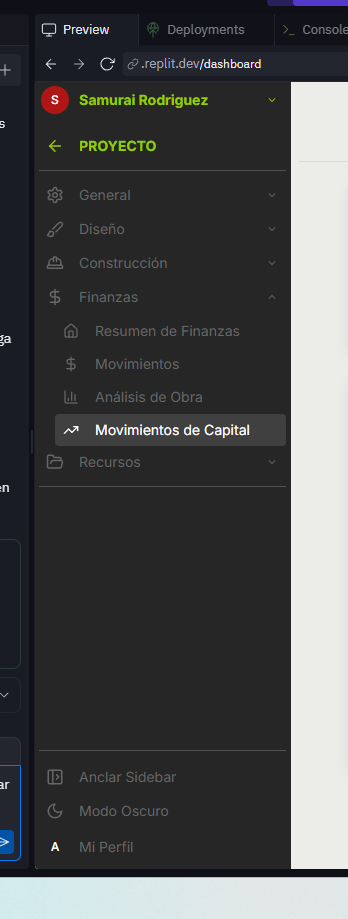 Preview
Deployments
Console
.replit.dev/dashboard
S
Samurai Rodriguez
PROYECTO
General
Diseño
Construcción
Finanzas
Resumen de Finanzas
Movimientos
Análisis de Obra
Movimientos de Capital
Recursos
Anclar Sidebar
Modo Oscuro
A
Mi Perfil